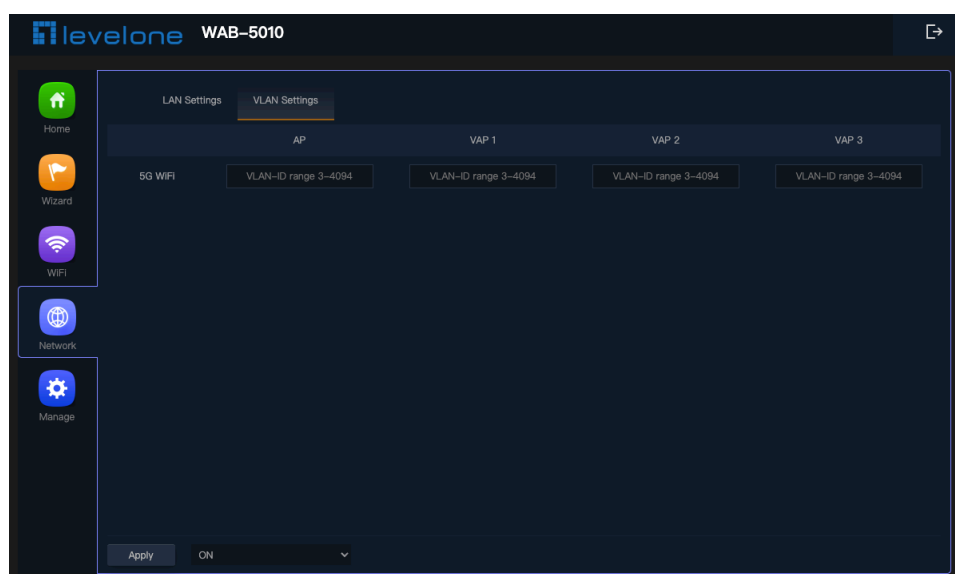 levelone WAB-5010
Home
Wizard
WiFi
Network
Manage
LAN Settings VLAN Settings
AP VAP 1 VAP 2 VAP 3
5G WiFi VLAN-ID range 3-4094 VLAN-ID range 3-4094 VLAN-ID range 3-4094 VLAN-ID range 3-4094
Apply ON